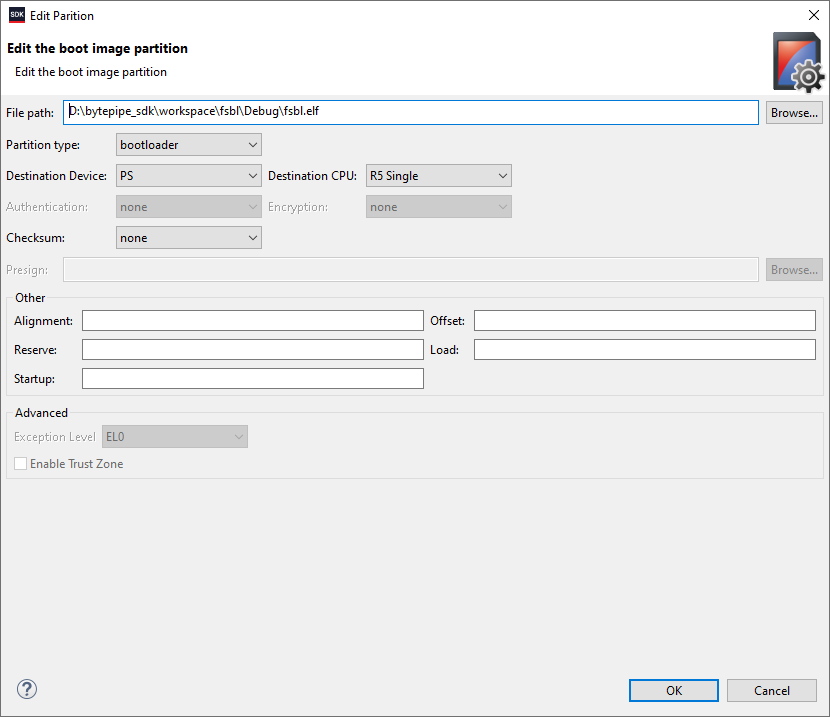 SDK Edit Parition
Edit the boot image partition
Edit the boot image partition
File path: D:\bytepipe_sdk\workspace\fsbl\Debug\fsbl.elf Browse...
Partition type: bootloader
Destination Device: PS Destination CPU: R5 Single
Authentication: none Encryption: none
Checksum: none
Presign: Browse...
Other
Alignment: Offset:
Reserve: Load:
Startup:
Advanced
Exception Level EL0
Enable Trust Zone
? OK Cancel